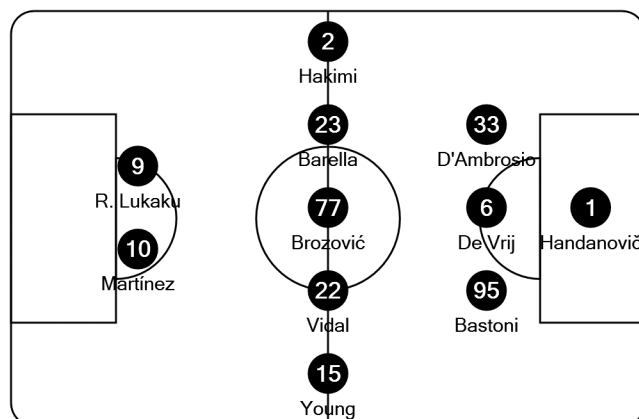 2
Hakimi
23
Barella
33
D'Ambrosio
9
R. Lukaku
77
Brozović
6
De Vrij
1
Handanovič
10
Martínez
22
Vidal
95
Bastoni
15
Young